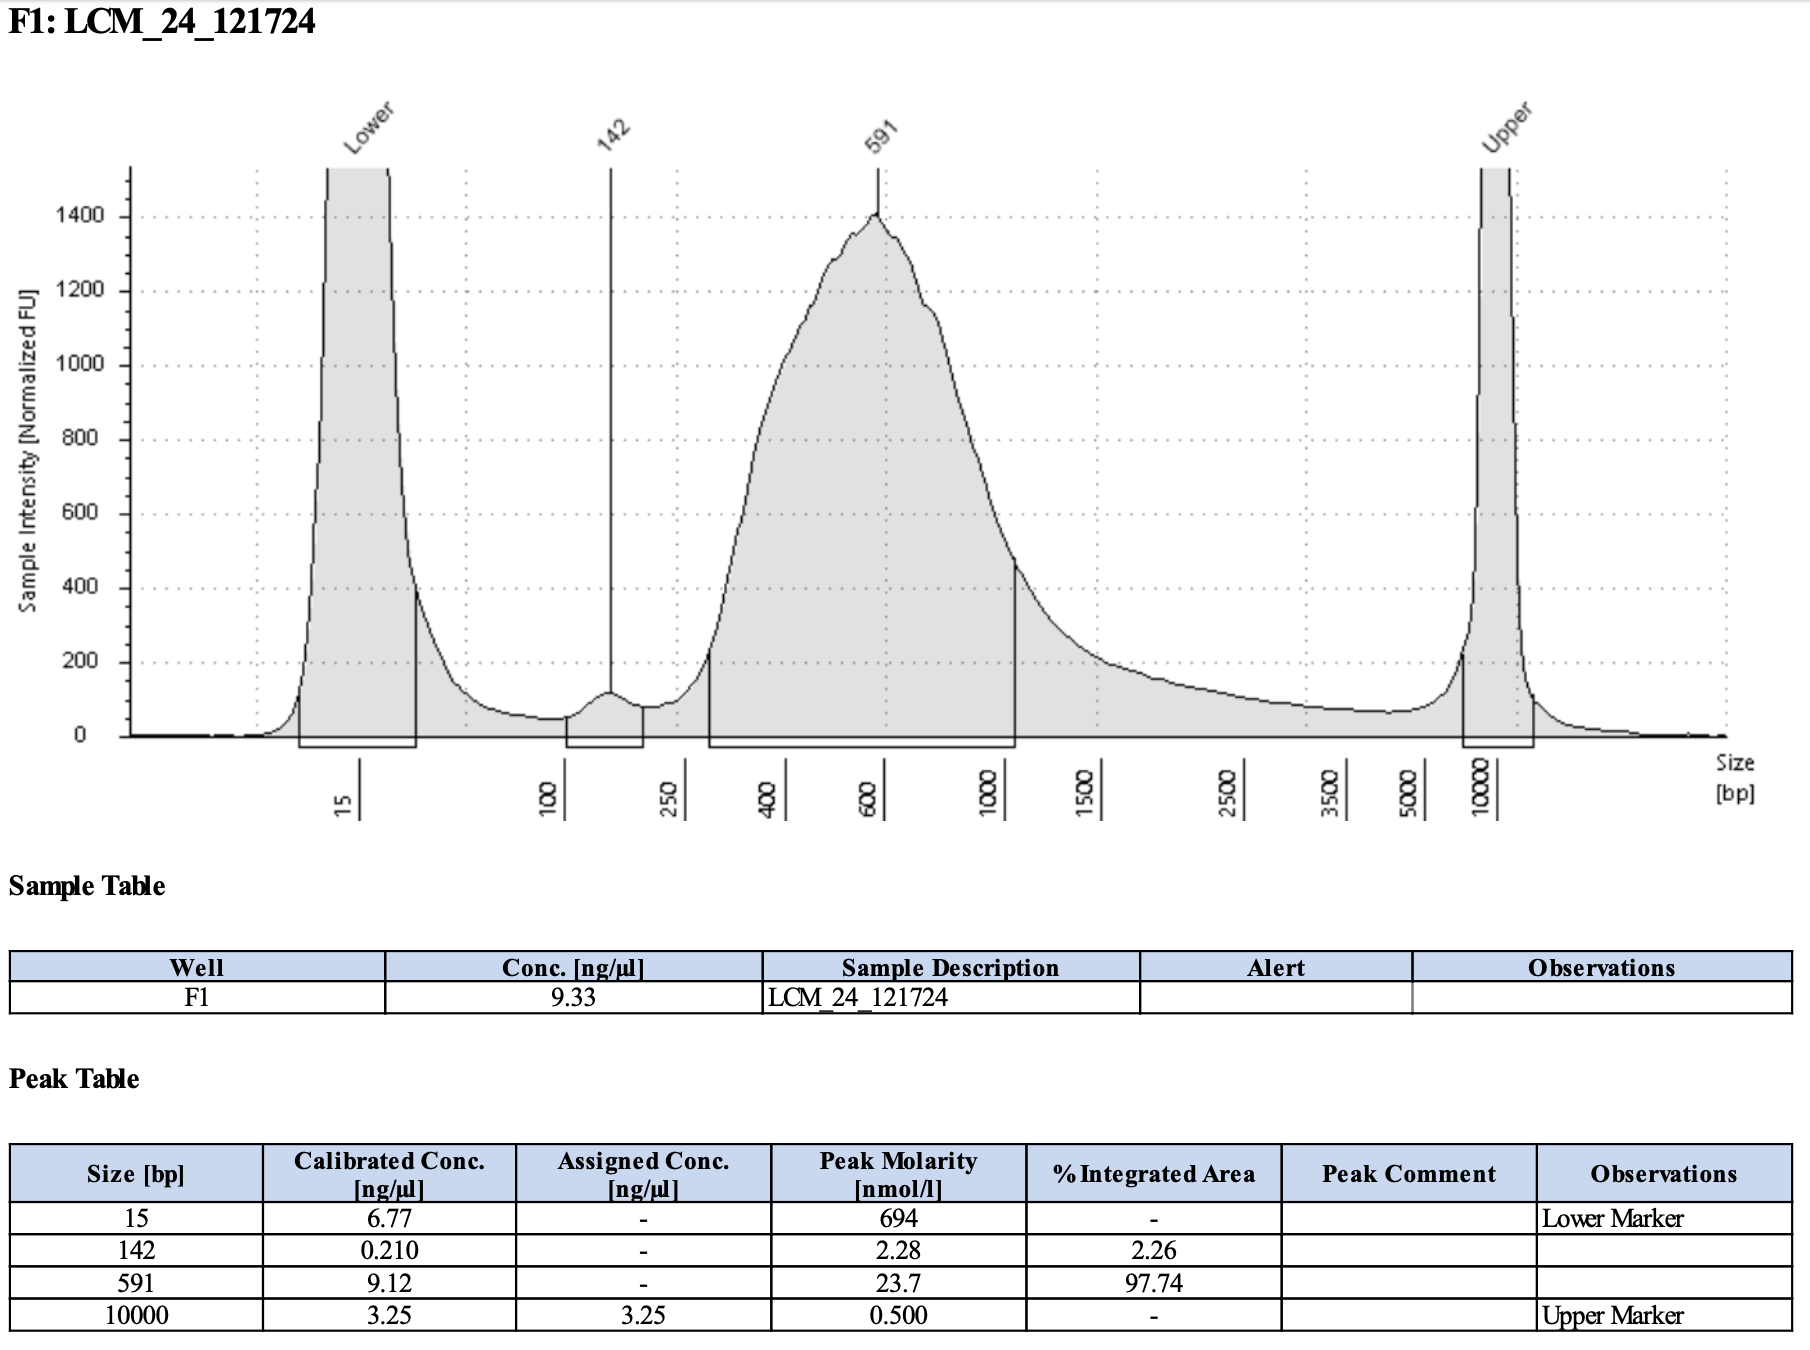 F1: LCM_24_121724
Lower
142
591
Upper
Sample Intensity [Normalized FU]
1400
1200
1000
800
600
400
200
0
15
100
250
400
600
1000
1500
2500
3500
5000
10000
Size
[bp]
Sample Table
Well Conc. [ng/µl] Sample Description Alert Observations
F1 9.33 LCM_24_121724
Peak Table
Size [bp] Calibrated Conc. [ng/µl] Assigned Conc. [ng/µl] Peak Molarity [nmol/l] % Integrated Area Peak Comment Observations
15 6.77 - 694 - Lower Marker
142 0.210 - 2.28 2.26
591 9.12 - 23.7 97.74
10000 3.25 3.25 0.500 - Upper Marker